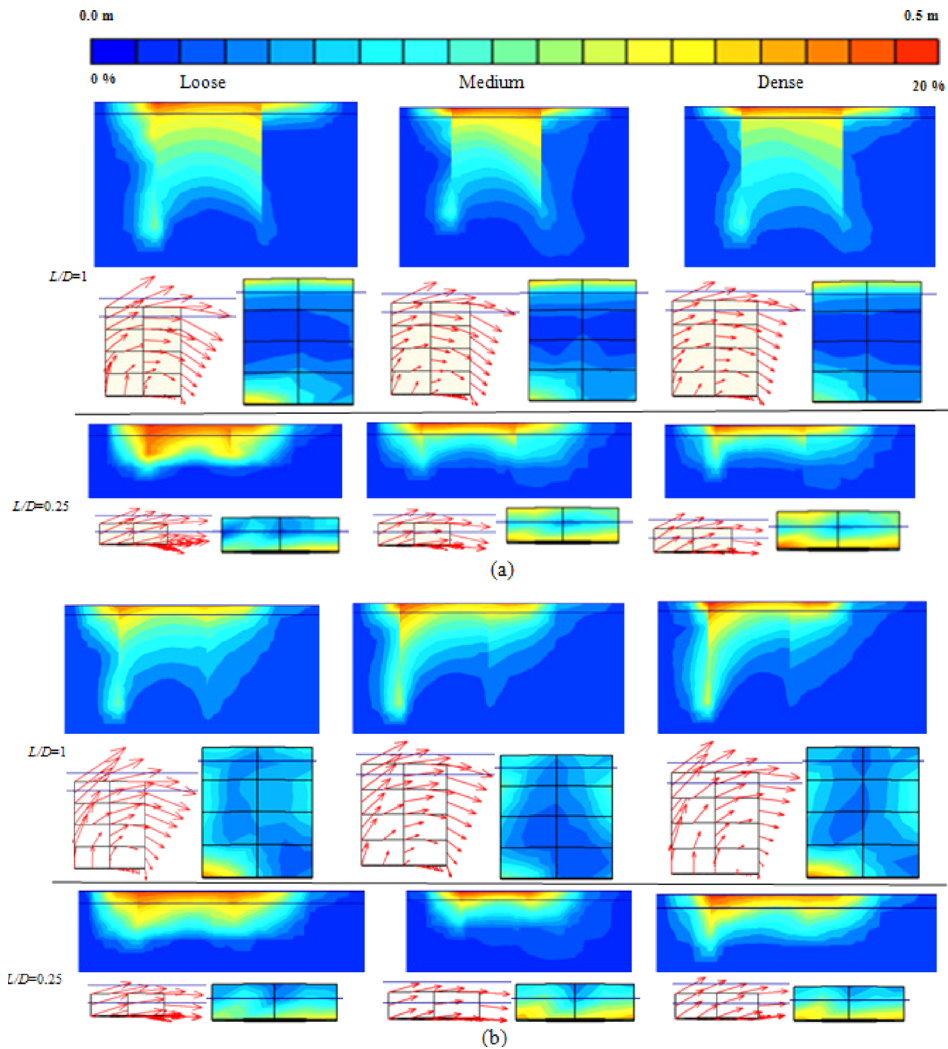 0.0 m 0.5 m
0 % Loose Medium Dense 20 %
L/D=1
L/D=0.25
(a)
L/D=1
L/D=0.25
(b)